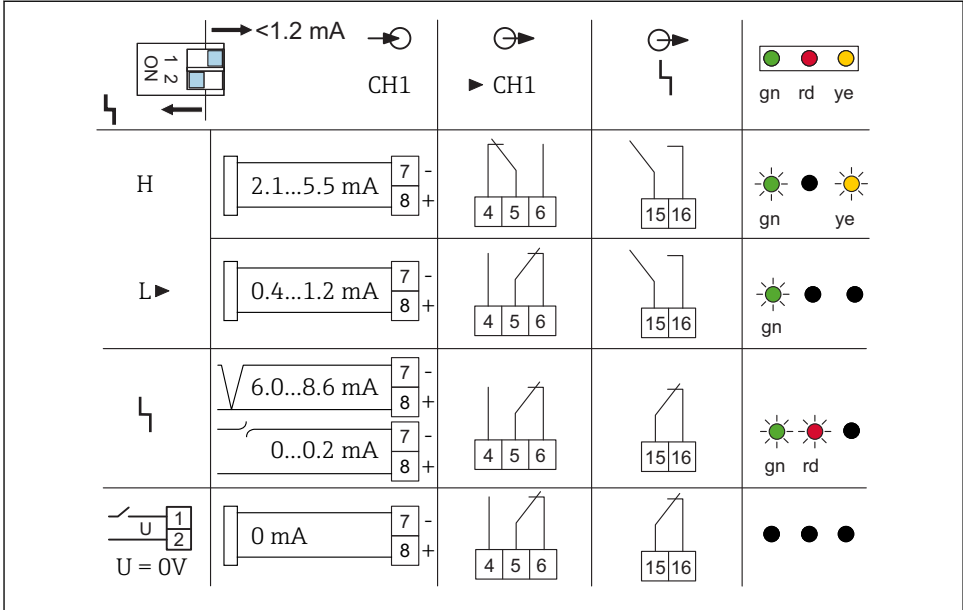 <1.2 mA
1 2
ON
CH1
► CH1
gn rd ye
H
2.1...5.5 mA
7 -
8 +
4 5 6
15 16
gn ye
L►
0.4...1.2 mA
7 -
8 +
4 5 6
15 16
gn
6.0...8.6 mA
7 -
8 +
0...0.2 mA
7 -
8 +
4 5 6
15 16
gn rd
U
1
2
U = 0V
0 mA
7 -
8 +
4 5 6
15 16